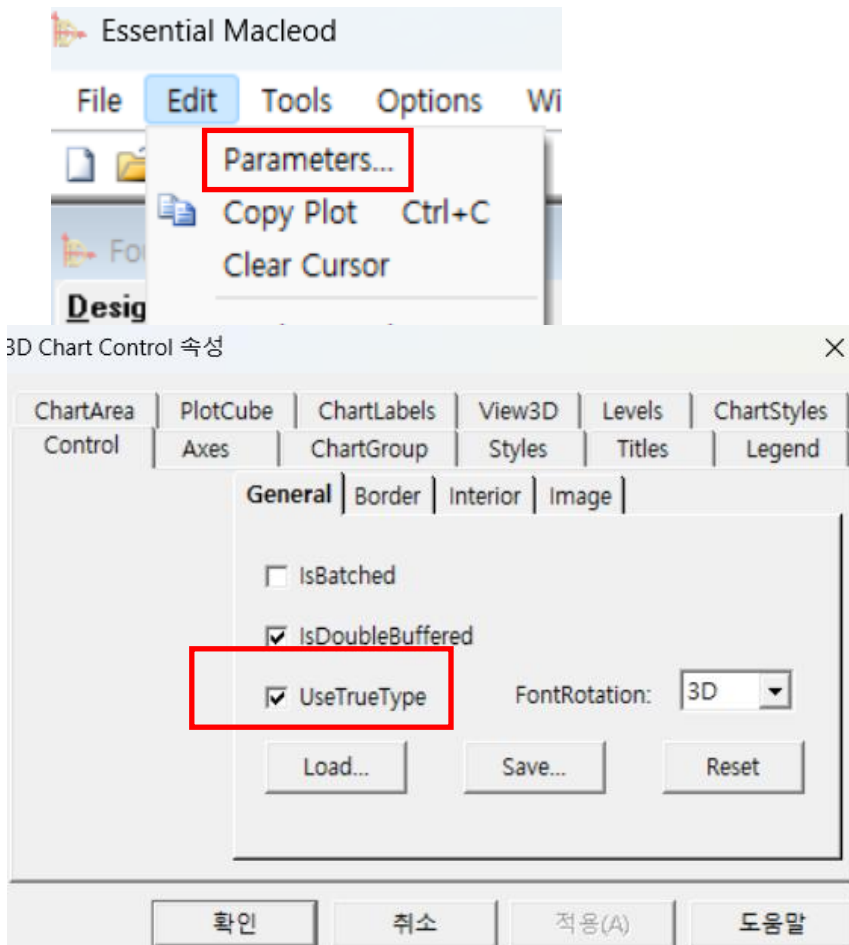 Essential Macleod
File Edit Tools Options Wi
Parameters...
Copy Plot Ctrl+C
Clear Cursor
Fo
Desig
3D Chart Control 속성
ChartArea PlotCube ChartLabels View3D Levels ChartStyles
Control Axes ChartGroup Styles Titles Legend
General Border Interior Image
IsBatched
IsDoubleBuffered
UseTrueType FontRotation: 3D
Load... Save... Reset
확인 취소 적용(A) 도움말